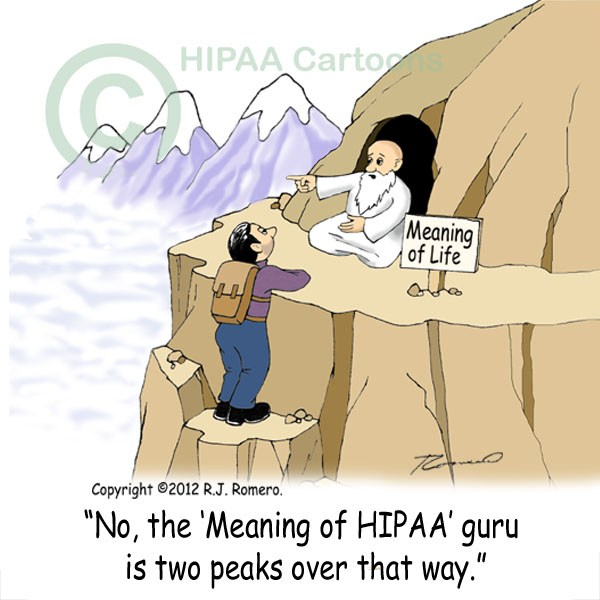 © HIPAA Cartoons
Meaning
of Life
Copyright ©2012 R.J. Romero.
“No, the ‘Meaning of HIPAA’ guru
is two peaks over that way.”